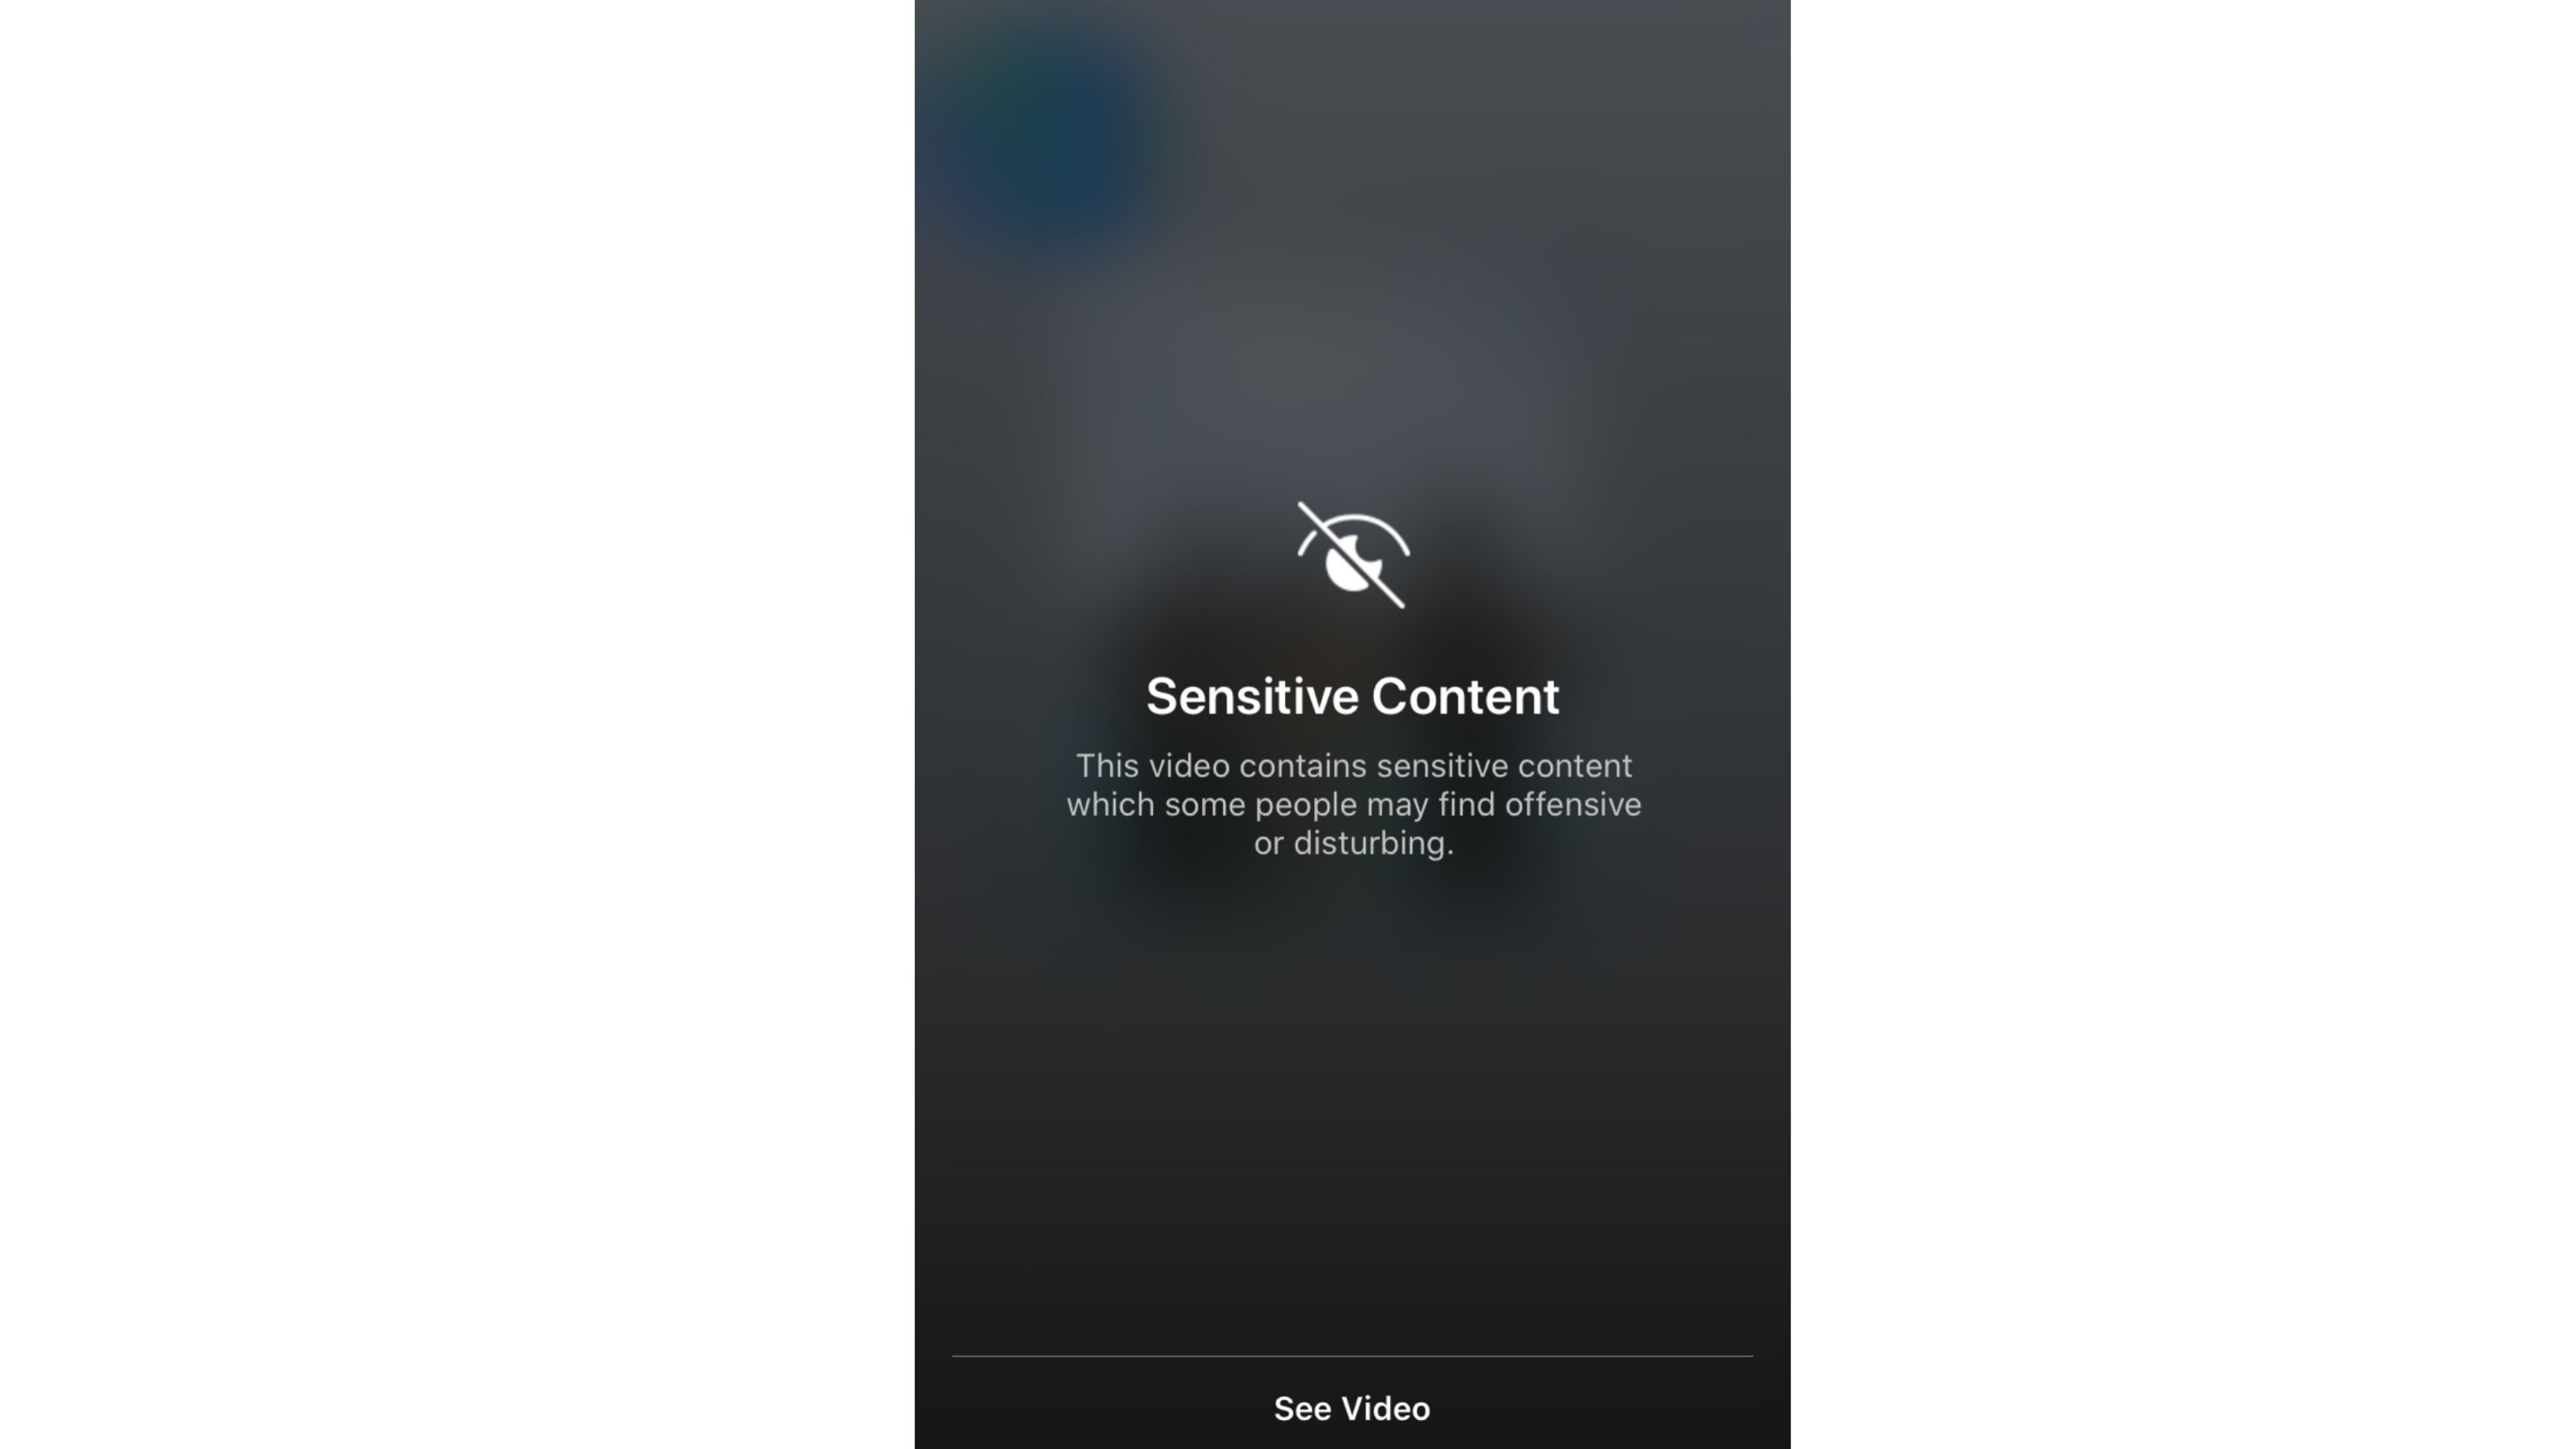 Sensitive Content
This video contains sensitive content
which some people may find offensive
or disturbing.
See Video